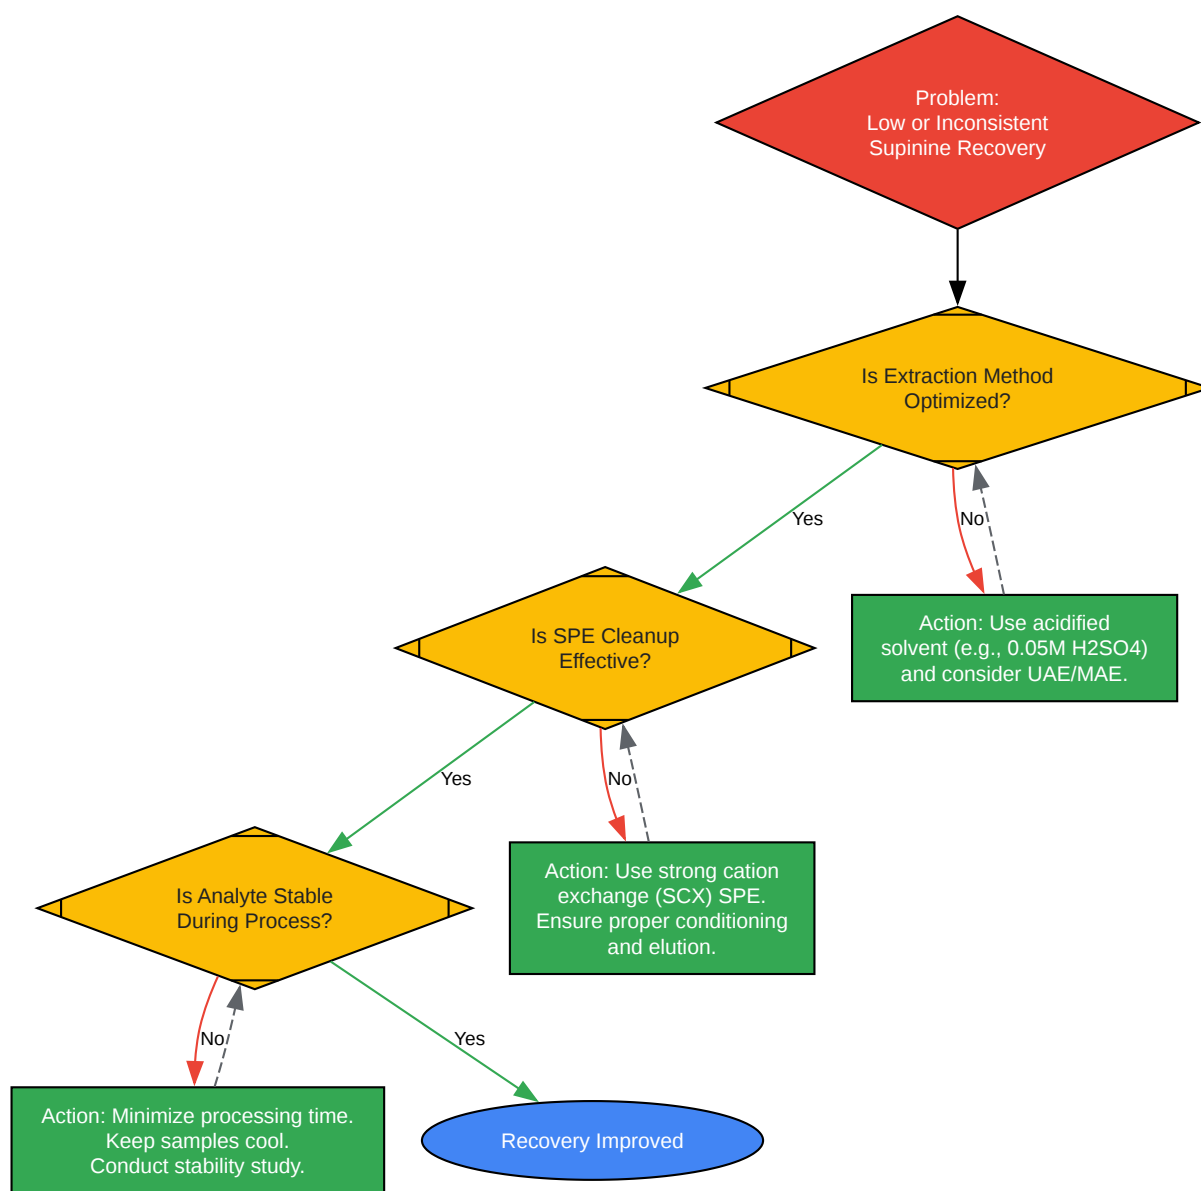 Problem:
Low or Inconsistent
Supinine Recovery
Is Extraction Method
Optimized?
Yes
No
Action: Use acidified
solvent (e.g., 0.05M H2SO4)
and consider UAE/MAE.
Is SPE Cleanup
Effective?
Yes
No
Action: Use strong cation
exchange (SCX) SPE.
Ensure proper conditioning
and elution.
Is Analyte Stable
During Process?
No
Yes
Action: Minimize processing time.
Keep samples cool.
Conduct stability study.
Recovery Improved